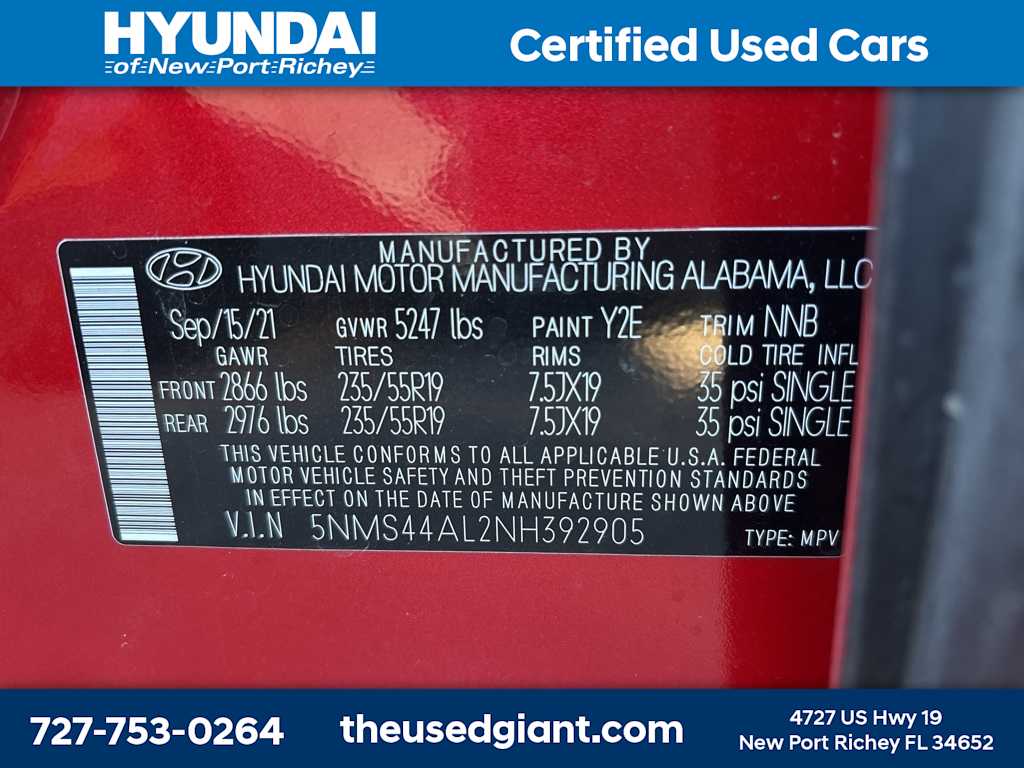 HYUNDAI
of New Port Richey
Certified Used Cars
MANUFACTURED BY
HYUNDAI MOTOR MANUFACTURING ALABAMA, LLC
Sep/15/21 GVWR 5247 lbs PAINT Y2E TRIM NNB
GAWR TIRES RIMS COLD TIRE INFL
FRONT 2866 lbs 235/55R19 7.5JX19 35 psi SINGLE
REAR 2976 lbs 235/55R19 7.5JX19 35 psi SINGLE
THIS VEHICLE CONFORMS TO ALL APPLICABLE U.S.A. FEDERAL
MOTOR VEHICLE SAFETY AND THEFT PREVENTION STANDARDS
IN EFFECT ON THE DATE OF MANUFACTURE SHOWN ABOVE
V.I.N 5NMS44AL2NH392905 TYPE: MPV
727-753-0264
theusedgiant.com
4727 US Hwy 19
New Port Richey FL 34652